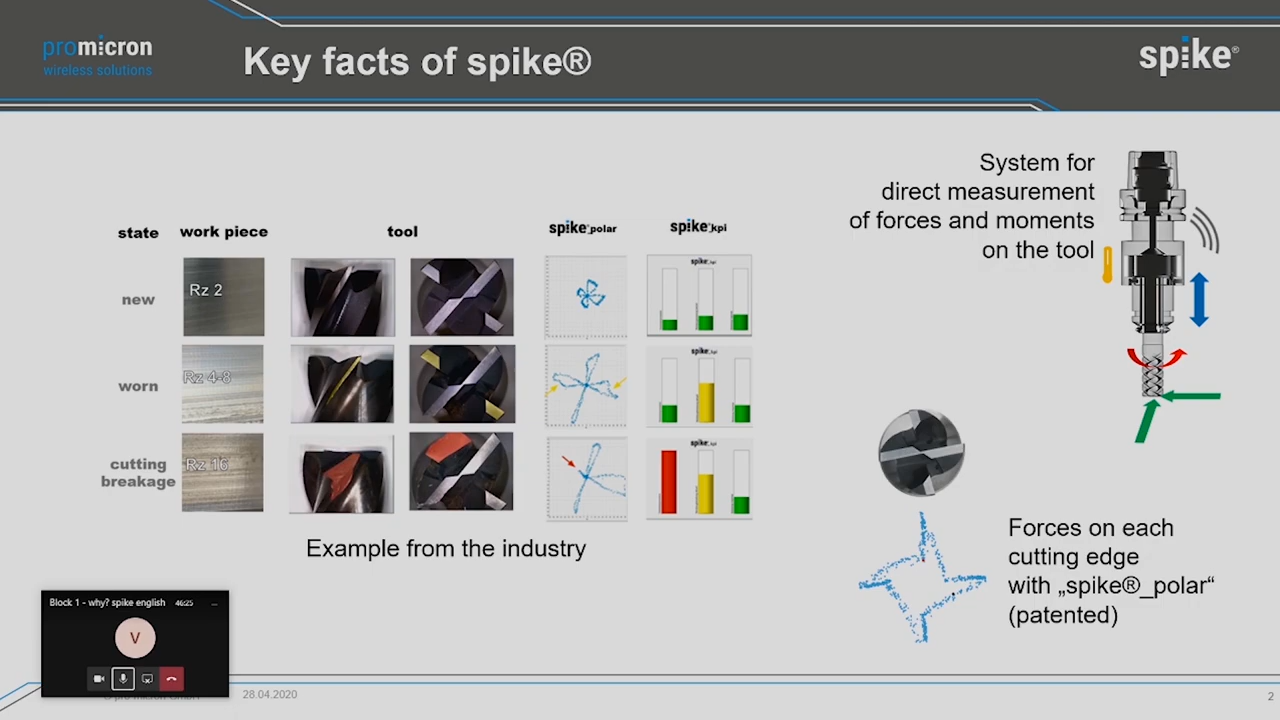 promicron
wireless solutions
Key facts of spike®
spike®
System for
direct measurement
of forces and moments
on the tool
state
work piece
tool
spike®_polar
spike®_kpi
new
Rz 2
worn
Rz 4-8
cutting
breakage
Rz 16
Example from the industry
Forces on each
cutting edge
with „spike®_polar“
(patented)
Block 1 - why? spike english 46:25 ...
V
28.04.2020
2